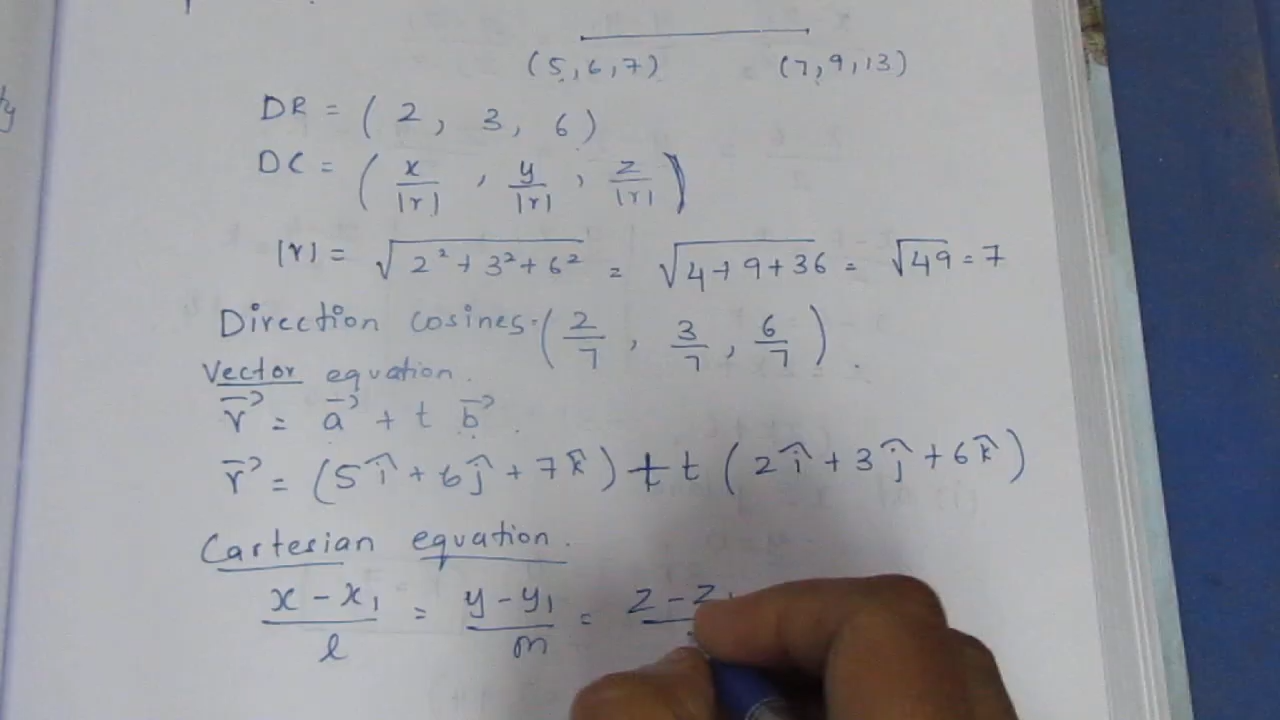 (5,6,7) (7,9,13)
DR = ( 2, 3, 6 )
DC = ( x/|r| , y/|r| , z/|r| )
|r| = √(2² + 3² + 6²) = √(4+9+36) = √49 = 7
Direction cosines = ( 2/7 , 3/7 , 6/7 ).
Vector equation.
r⃗ = a⃗ + t b⃗.
r⃗ = (5î + 6ĵ + 7k̂) + t (2î + 3ĵ + 6k̂)
Cartesian equation.
x - x₁ / l = y - y₁ / m = z - z₁